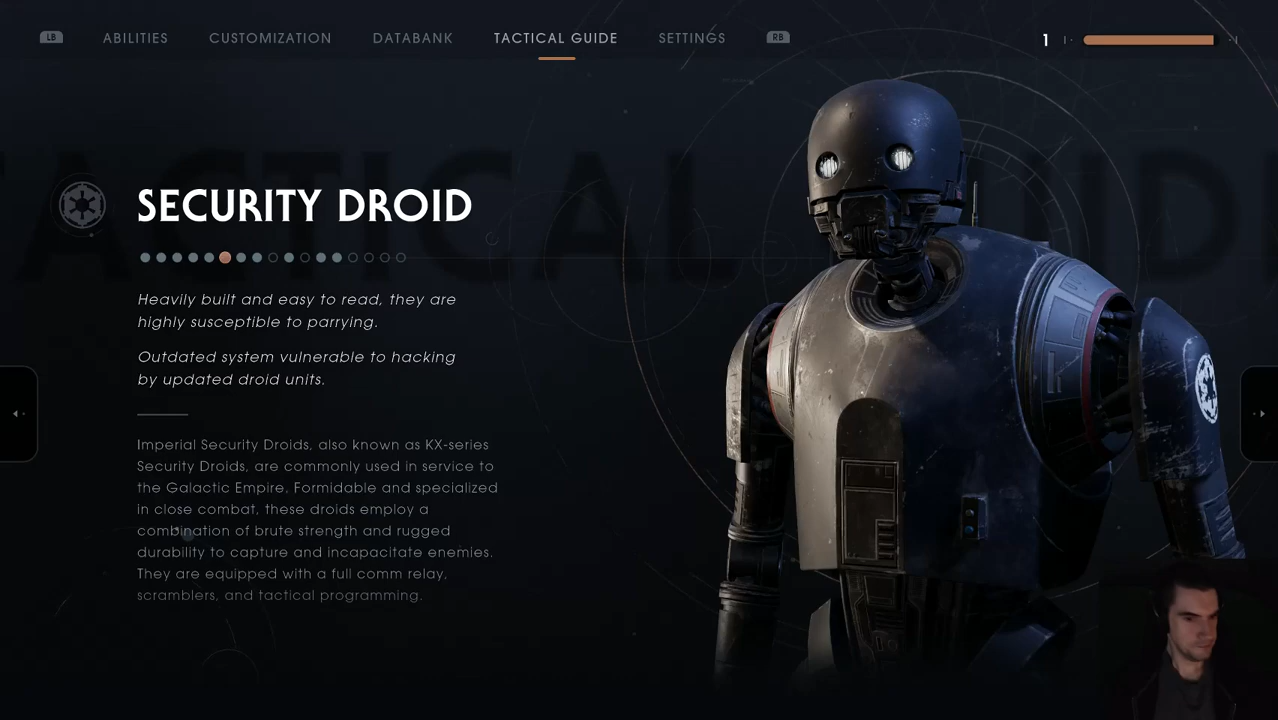 LB ABILITIES CUSTOMIZATION DATABANK TACTICAL GUIDE SETTINGS RB 1
TACTICAL GUIDE
SECURITY DROID
Heavily built and easy to read, they are
highly susceptible to parrying.
Outdated system vulnerable to hacking
by updated droid units.
Imperial Security Droids, also known as KX-series
Security Droids, are commonly used in service to
the Galactic Empire. Formidable and specialized
in close combat, these droids employ a
combination of brute strength and rugged
durability to capture and incapacitate enemies.
They are equipped with a full comm relay,
scramblers, and tactical programming.